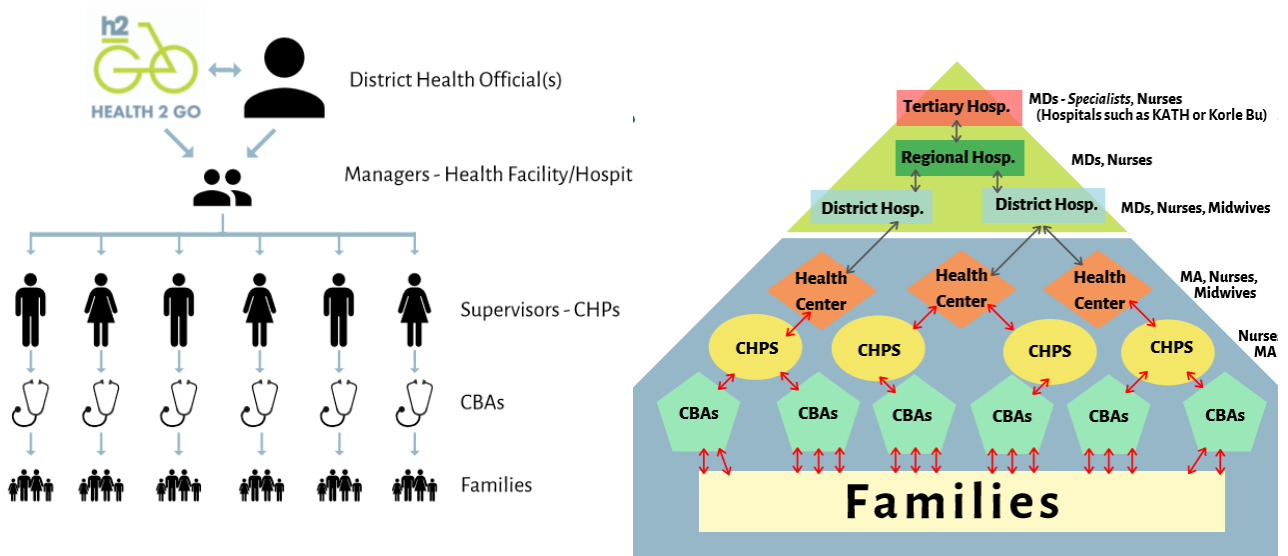 h2
GO
HEALTH 2 GO
District Health Official(s)
Managers - Health Facility/Hospit
Supervisors - CHPs
CBAs
Families
Tertiary Hosp.
MDs - Specialists, Nurses
(Hospitals such as KATH or Korle Bu)
Regional Hosp.
MDs, Nurses
District Hosp.
District Hosp.
MDs, Nurses, Midwives
Health
Center
Health
Center
Health
Center
MA, Nurses,
Midwives
CHPS
CHPS
CHPS
CHPS
Nurses
MA
CBAs
CBAs
CBAs
CBAs
CBAs
CBAs
Families